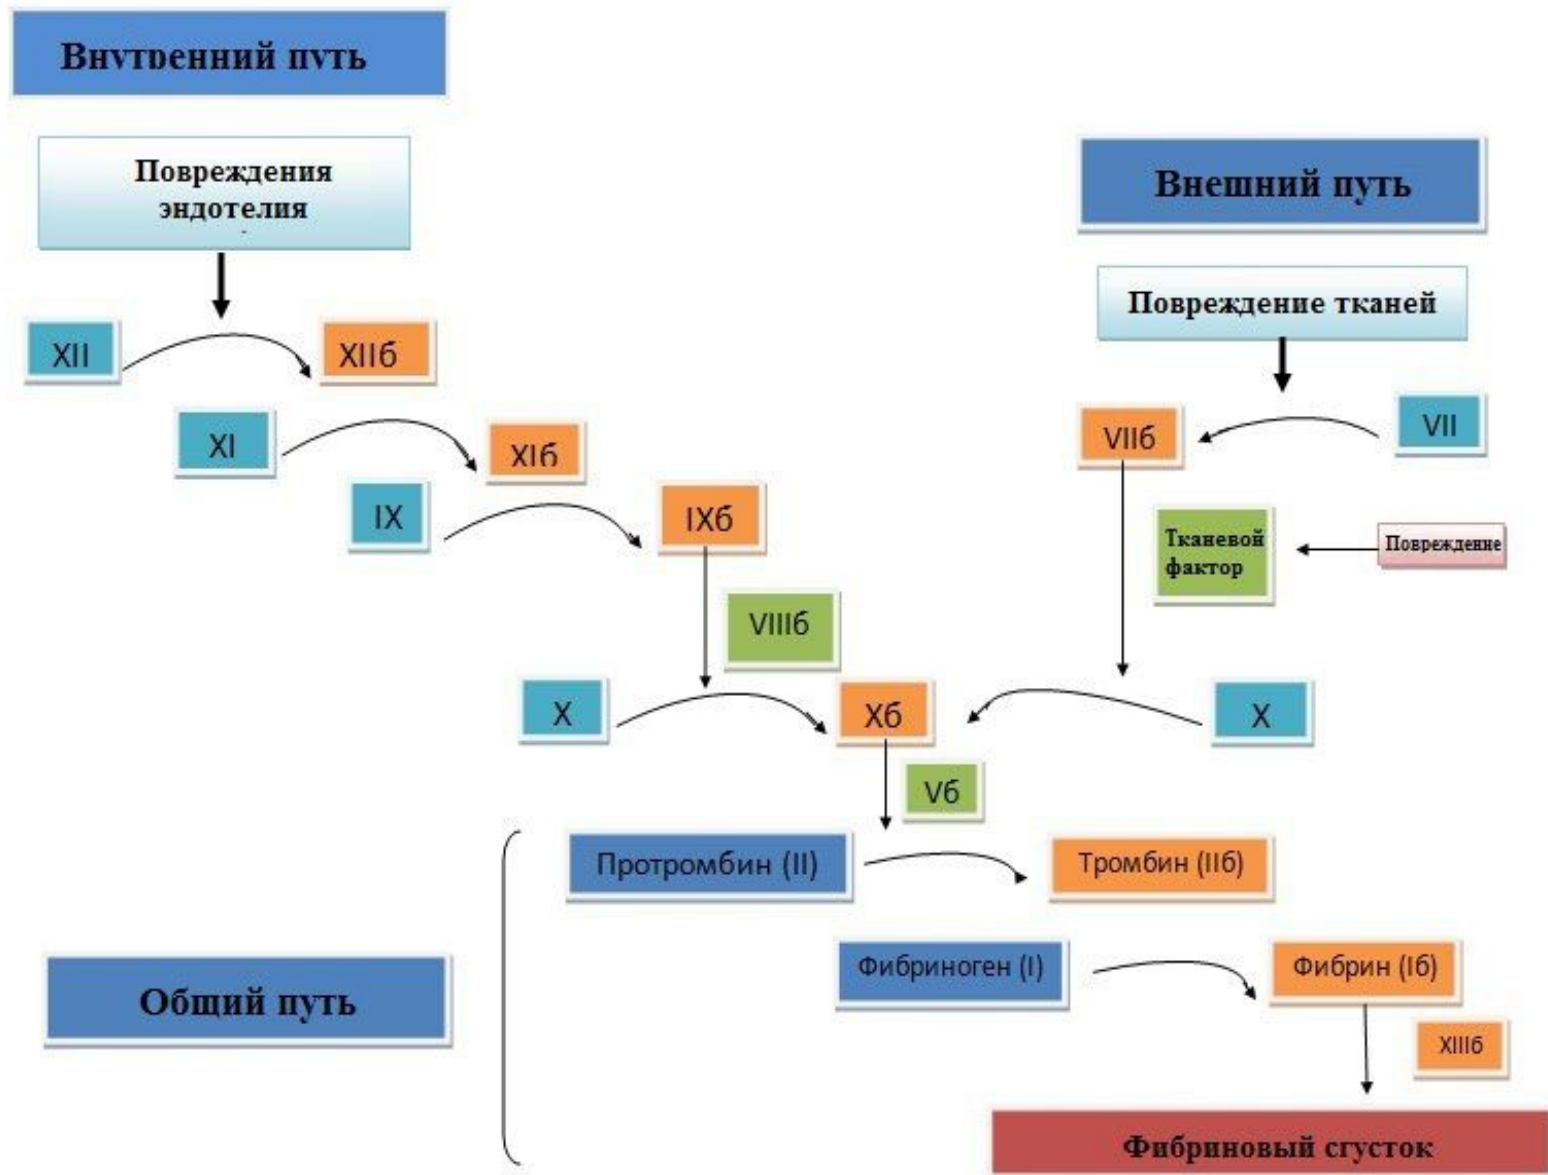 Внутренний путь
Повреждения
эндотелия
Внешний путь
Повреждение тканей
XII
XIIб
XI
XIб
VIIб
VII
IX
IXб
Тканевой
фактор
Повреждение
VIIIб
X
Xб
X
Vб
Протромбин (II)
Тромбин (IIб)
Фибриноген (I)
Фибрин (Iб)
Общий путь
XIIIб
Фибриновый сгусток